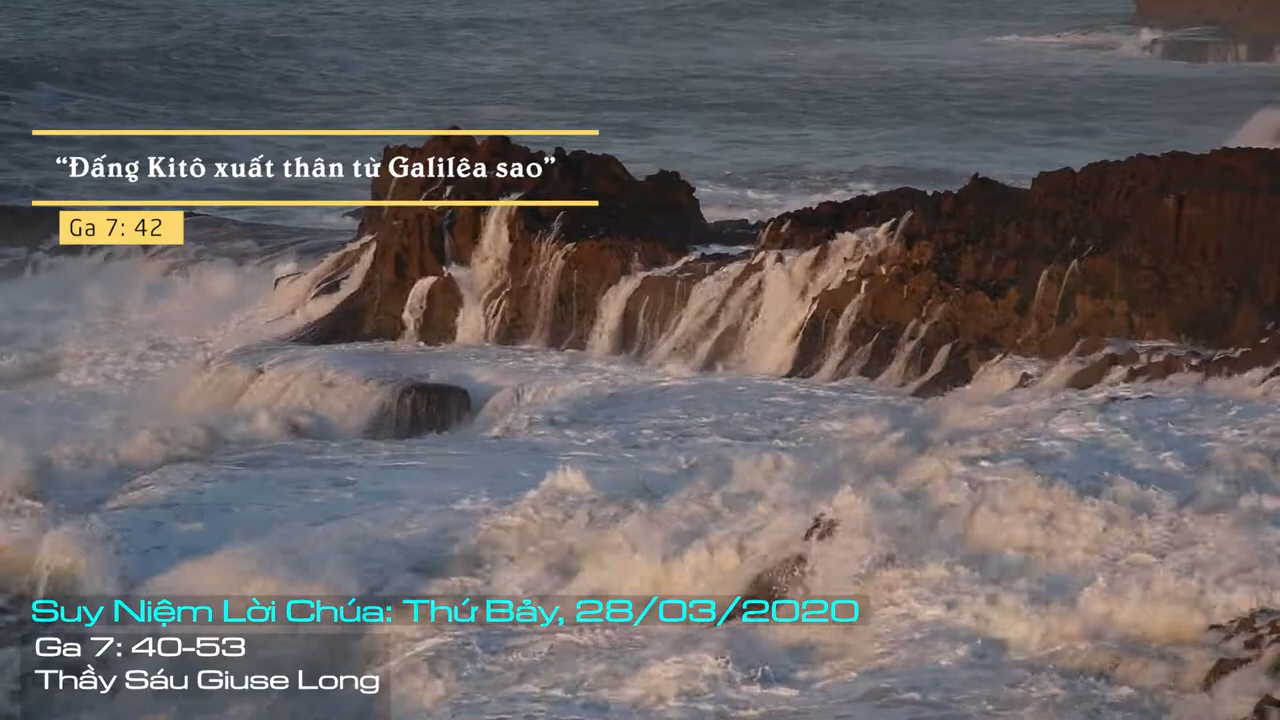 “Đấng Kitô xuất thân từ Galilêa sao”
Ga 7: 42
Suy Niệm Lời Chúa: Thứ Bảy, 28/03/2020
Ga 7: 40-53
Thầy Sáu Giuse Long